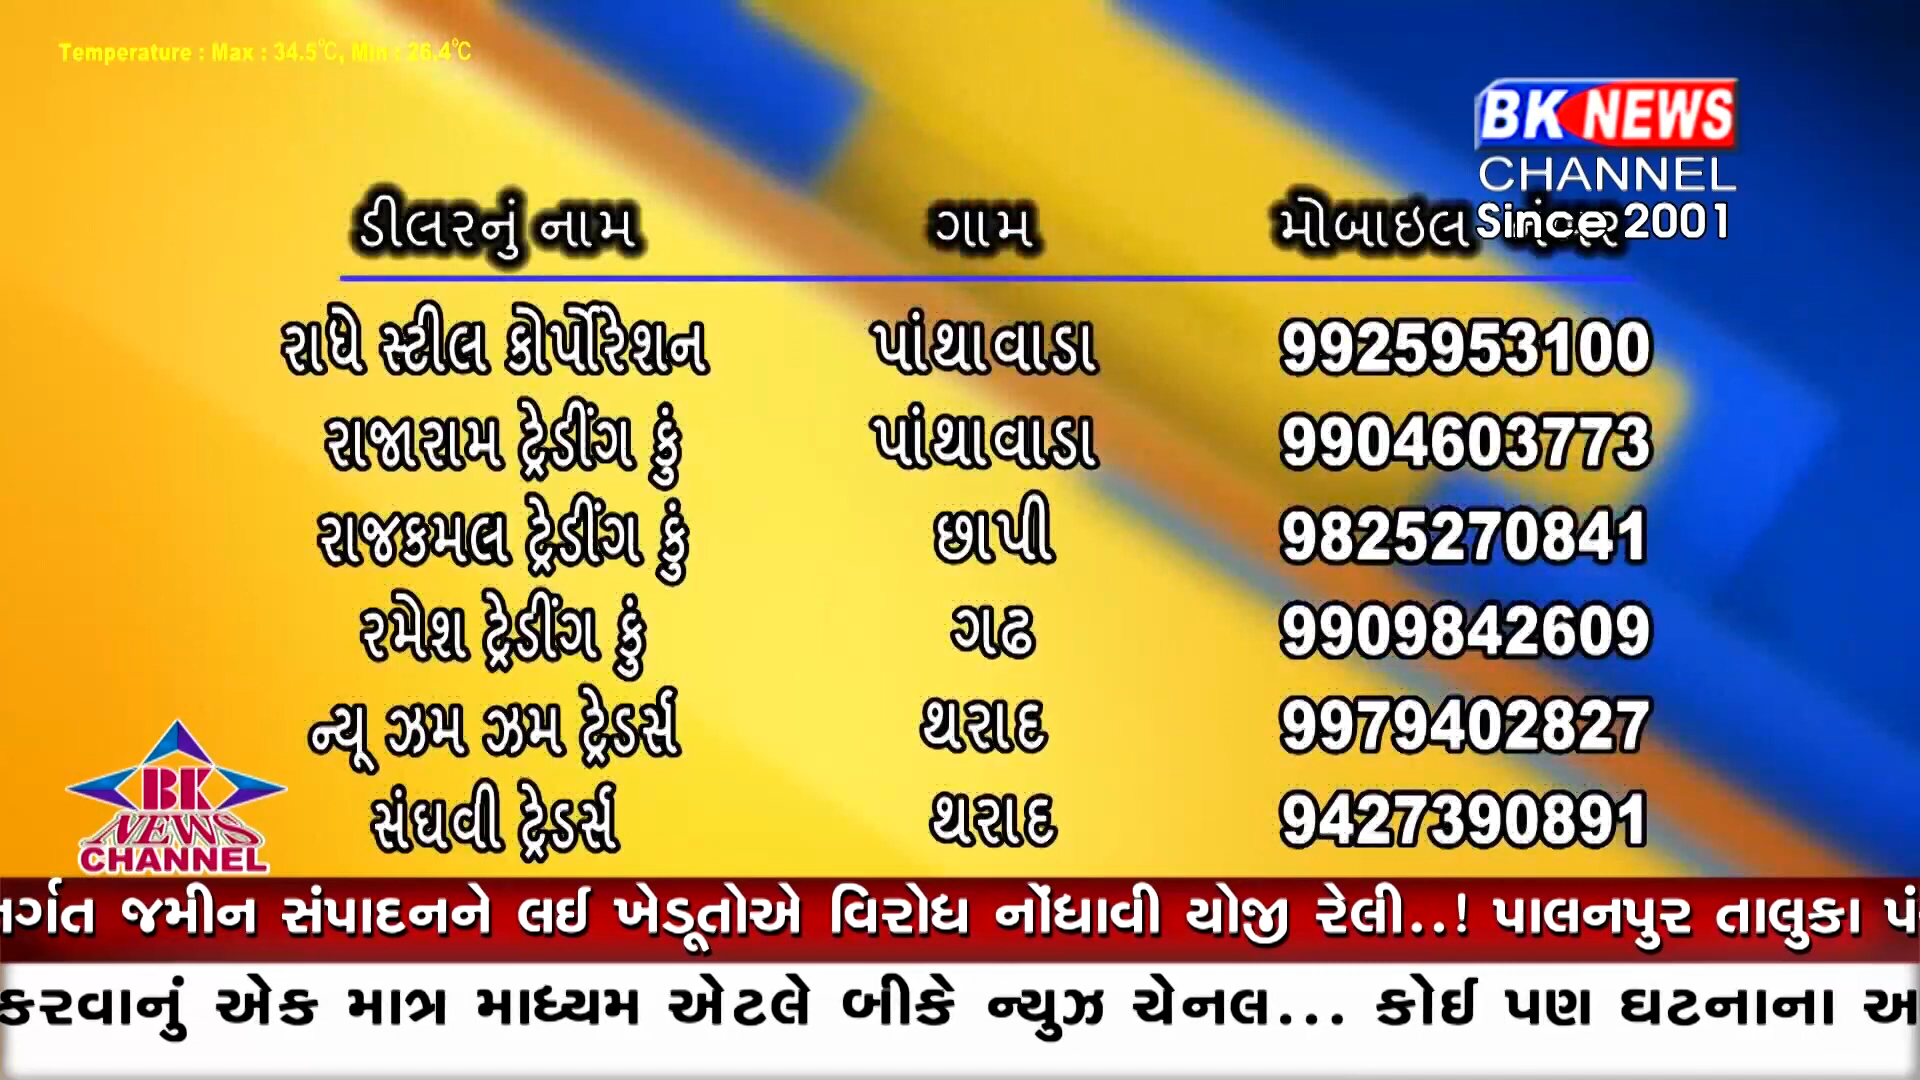 Temperature : Max : 34.5℃, Min : 26.4℃
BK NEWS
CHANNEL
Since 2001
ડીલરનું નામ ગામ મોબાઇલ
રાધે સ્ટીલ કોર્પોરેશન પાંથાવાડા 9925953100
રાજારામ ટ્રેડીંગ કું પાંથાવાડા 9904603773
રાજકમલ ટ્રેડીંગ કું છાપી 9825270841
રમેશ ટ્રેડીંગ કું ગઢ 9909842609
ન્યૂ ઝમ ઝમ ટ્રેડર્સ થરાદ 9979402827
સંઘવી ટ્રેડર્સ થરાદ 9427390891
BK
NEWS
CHANNEL
જમીન સંપાદનને લઈ ખેડૂતોએ વિરોધ નોંધાવી યોજી રેલી..! પાલનપુર તાલુકા
કરવાનું એક માત્ર માધ્યમ એટલે બીકે ન્યુઝ ચેનલ... કોઈ પણ ઘટનાના